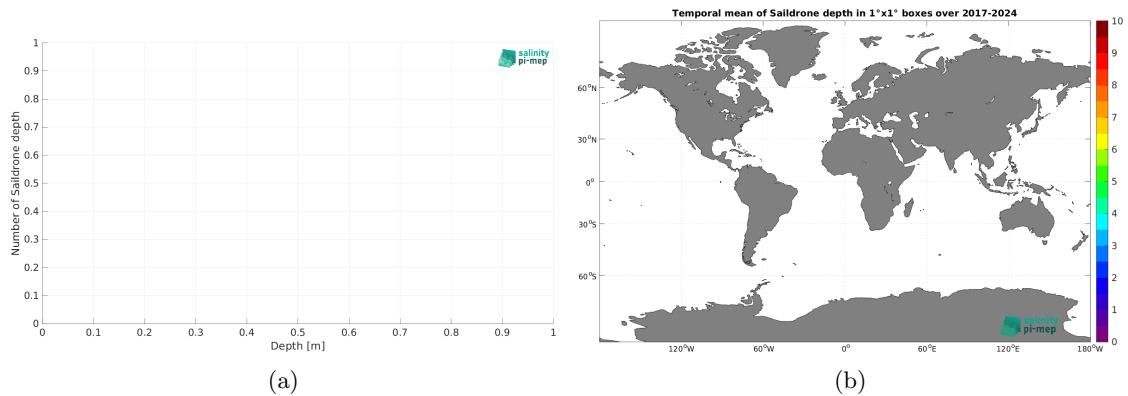 1
0.9
0.8
0.7
0.6
0.5
0.4
0.3
0.2
0.1
0
Number of Saildrone depth
0 0.1 0.2 0.3 0.4 0.5 0.6 0.7 0.8 0.9 1
Depth [m]
salinity
pi-mep
(a)
Temporal mean of Saildrone depth in 1°x1° boxes over 2017-2024
60°N
30°N
0°
30°S
60°S
120°W 60°W 0° 60°E 120°E 180°W
salinity
pi-mep
10
9
8
7
6
5
4
3
2
1
0
(b)